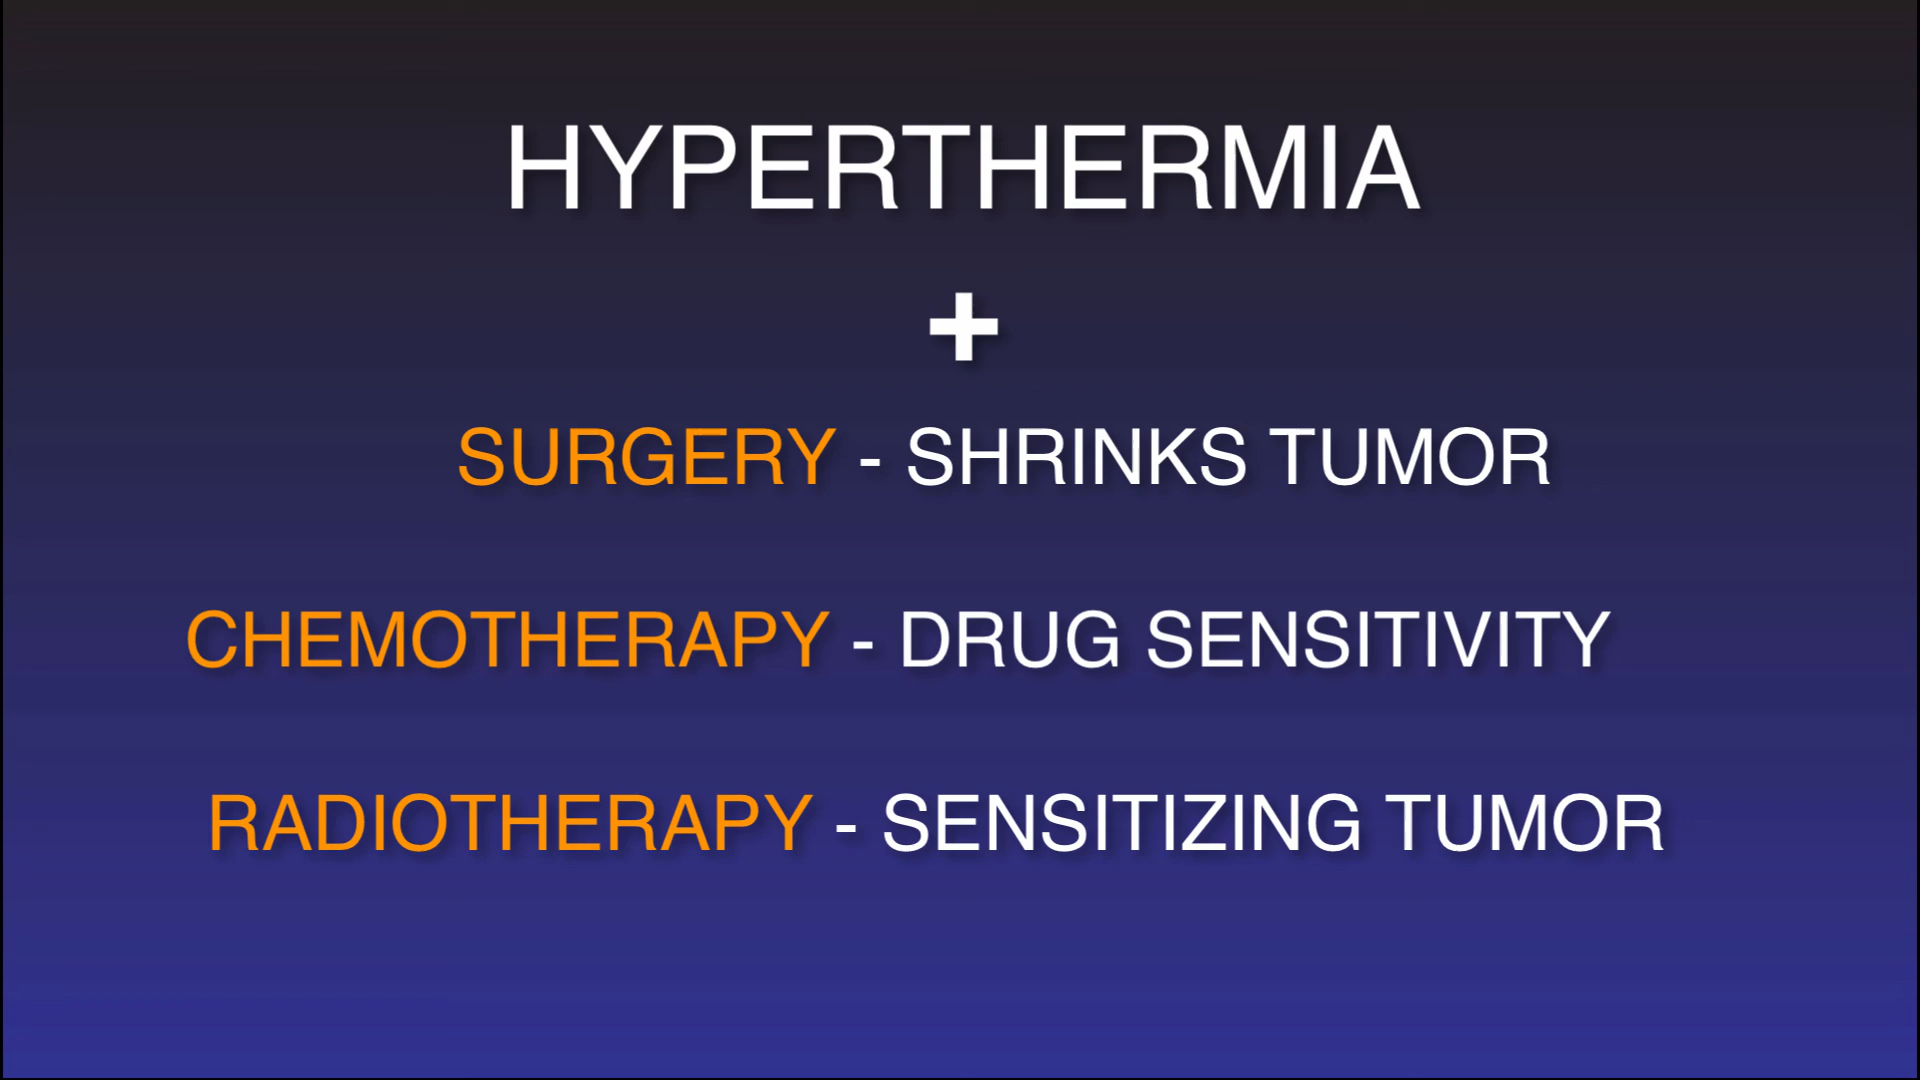 HYPERTHERMIA
+
SURGERY - SHRINKS TUMOR
CHEMOTHERAPY - DRUG SENSITIVITY
RADIOTHERAPY - SENSITIZING TUMOR